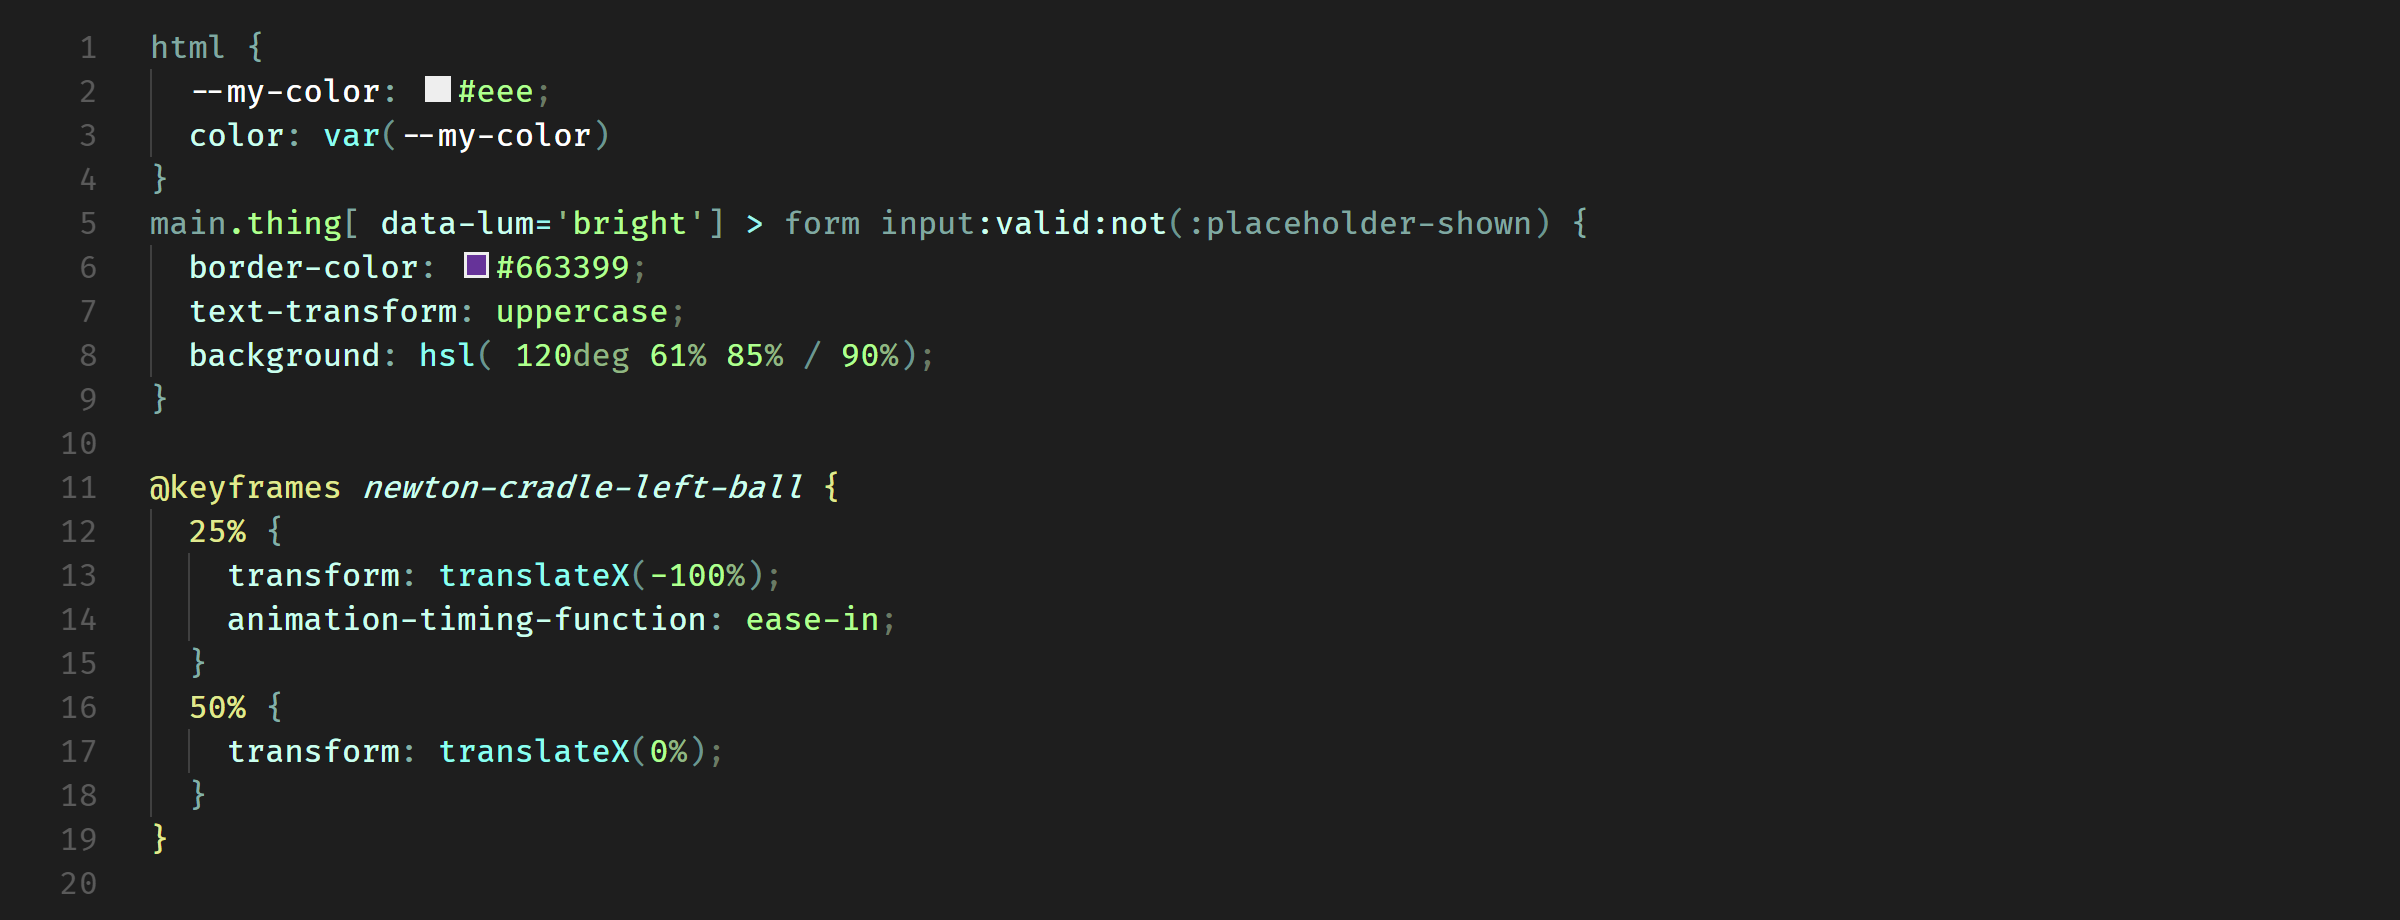 1 html {
2   --my-color: #eee;
3   color: var(--my-color)
4 }
5 main.thing[ data-lum='bright'] > form input:valid:not(:placeholder-shown) {
6   border-color: #663399;
7   text-transform: uppercase;
8   background: hsl( 120deg 61% 85% / 90%);
9 }
10
11 @keyframes newton-cradle-left-ball {
12   25% {
13     transform: translateX(-100%);
14     animation-timing-function: ease-in;
15   }
16   50% {
17     transform: translateX(0%);
18   }
19 }
20